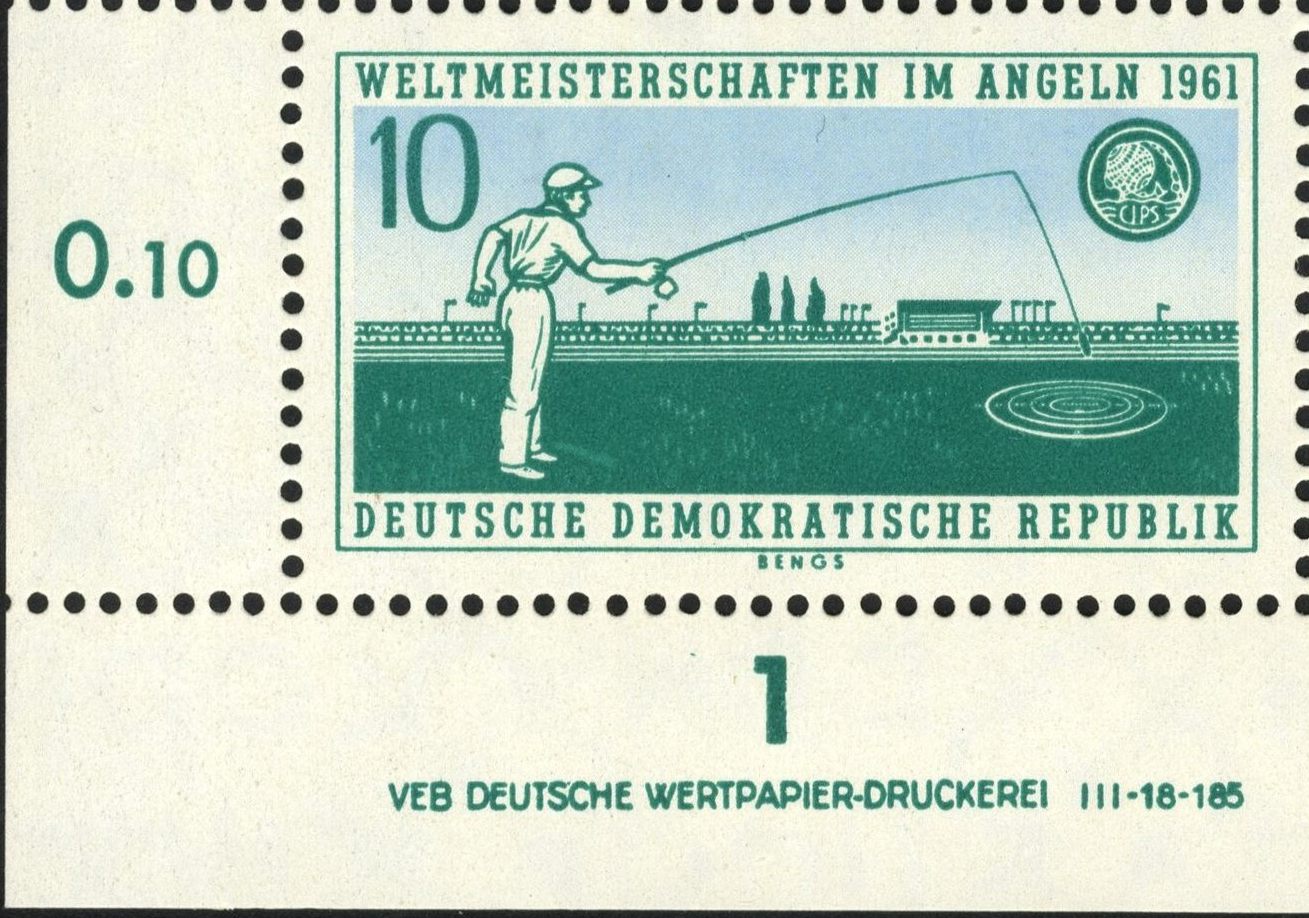 WELTMEISTERSCHAFTEN IM ANGELN 1961
10
CIPS
0.10
DEUTSCHE DEMOKRATISCHE REPUBLIK
BENGS
1
VEB DEUTSCHE WERTPAPIER-DRUCKEREI III-18-185